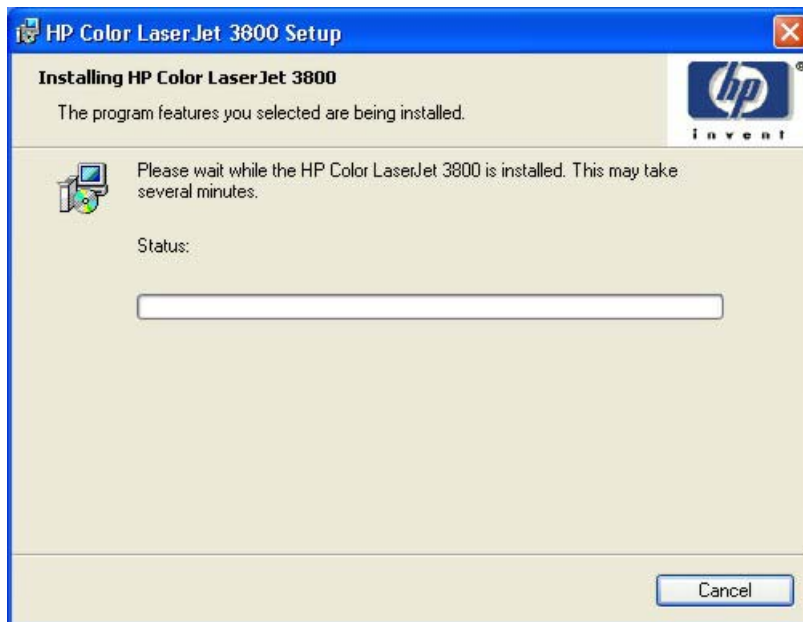 HP Color LaserJet 3800 Setup
Installing HP Color LaserJet 3800
The program features you selected are being installed.
hp
®
invent
Please wait while the HP Color LaserJet 3800 is installed. This may take
several minutes.
Status:
Cancel